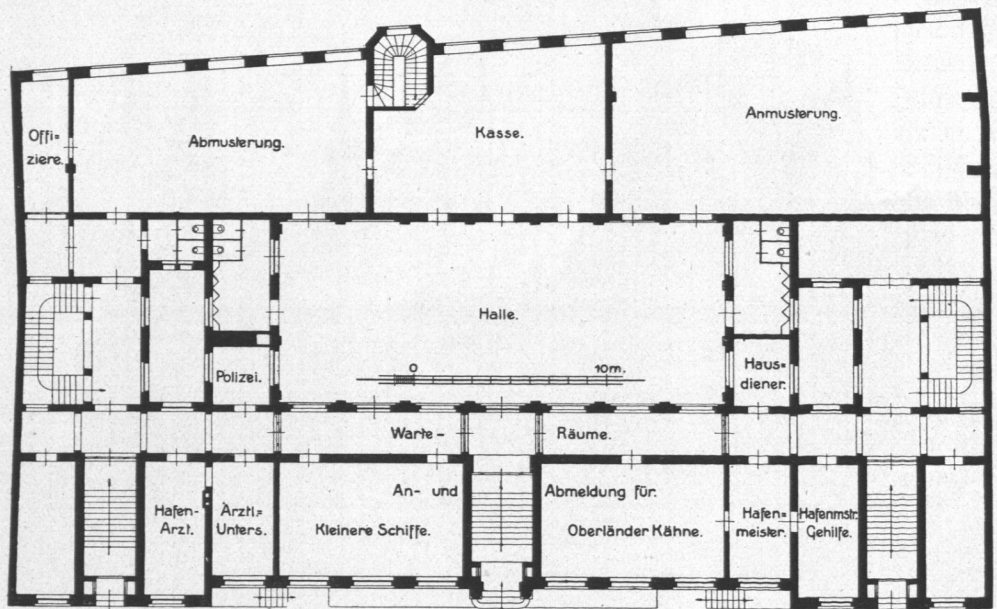 Offi=
ziere.
Abmusterung.
Kasse.
Anmusterung.
Halle.
0 10m.
Polizei.
Haus=
diener.
Warte - Räume.
An- und Abmeldung für:
Hafen-
Arzt.
Ärztl.=
Unters.
Kleinere Schiffe.
Oberländer Kähne.
Hafen=
meister.
Hafenmstr.
Gehilfe.